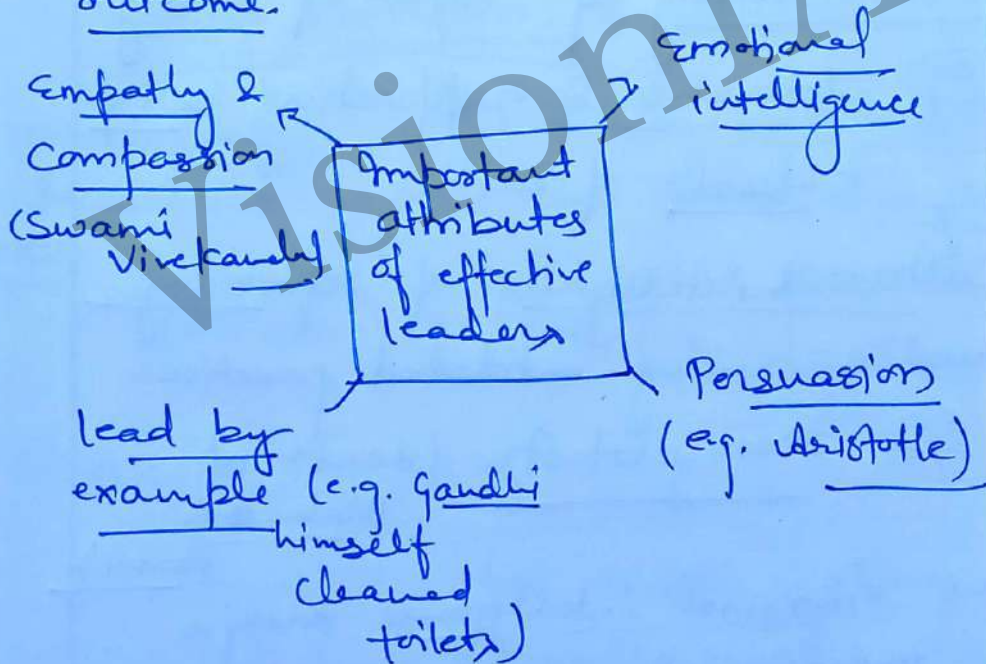 outcome.
Empathy &
Compassion
(Swami
Vivekanand)
Emotional
intelligence
Important
attributes
of effective
leaders
lead by
example (e.g. Gandhi
himself
cleaned
toilets)
Persuasion
(e.g. Aristotle)